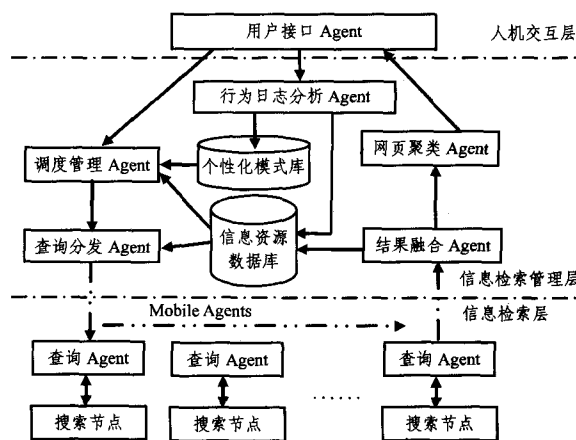 用户接口 Agent
人机交互层
行为日志分析 Agent
调度管理 Agent
个性化模式库
网页聚类 Agent
查询分发 Agent
信息资源
数据库
结果融合 Agent
信息检索管理层
Mobile Agents
信息检索层
查询 Agent
查询 Agent
查询 Agent
......
搜索节点
搜索节点
搜索节点